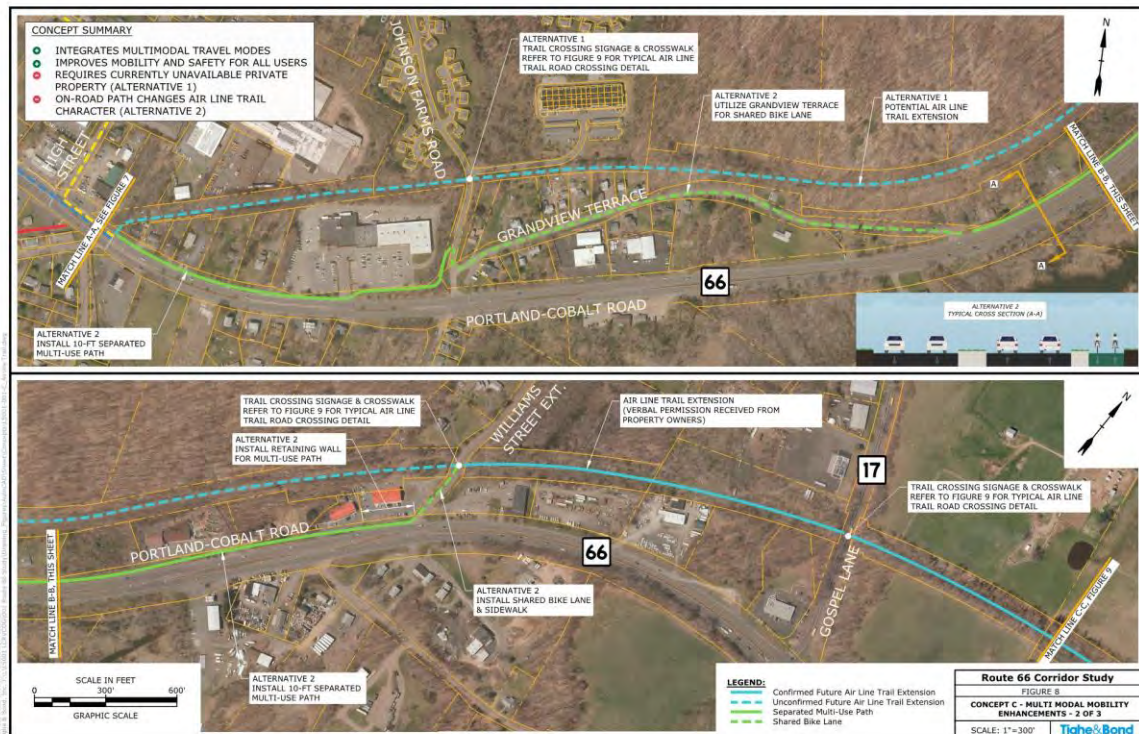 CONCEPT SUMMARY
INTEGRATES MULTIMODAL TRAVEL MODES
IMPROVES MOBILITY AND SAFETY FOR ALL USERS
REQUIRES CURRENTLY UNAVAILABLE PRIVATE
PROPERTY (ALTERNATIVE 1)
ON-ROAD PATH CHANGES AIR LINE TRAIL
CHARACTER (ALTERNATIVE 2)
HIGH
STREET
MATCH LINE A-A, SEE FIGURE 7
JOHNSON FARMS ROAD
ALTERNATIVE 1
TRAIL CROSSING SIGNAGE & CROSSWALK
REFER TO FIGURE 9 FOR TYPICAL AIR LINE
TRAIL ROAD CROSSING DETAIL
ALTERNATIVE 2
UTILIZE GRANDVIEW TERRACE
FOR SHARED BIKE LANE
ALTERNATIVE 1
POTENTIAL AIR LINE
TRAIL EXTENSION
N
MATCH LINE B-B, THIS SHEET
A
A
GRANDVIEW TERRACE
66
PORTLAND-COBALT ROAD
ALTERNATIVE 2
INSTALL 10-FT SEPARATED
MULTI-USE PATH
ALTERNATIVE 2
TYPICAL CROSS SECTION (A-A)
TRAIL CROSSING SIGNAGE & CROSSWALK
REFER TO FIGURE 9 FOR TYPICAL AIR LINE
TRAIL ROAD CROSSING DETAIL
ALTERNATIVE 2
INSTALL RETAINING WALL
FOR MULTI-USE PATH
WILLIAMS
STREET EXT.
AIR LINE TRAIL EXTENSION
(VERBAL PERMISSION RECEIVED FROM
PROPERTY OWNERS)
17
N
TRAIL CROSSING SIGNAGE & CROSSWALK
REFER TO FIGURE 9 FOR TYPICAL AIR LINE
TRAIL ROAD CROSSING DETAIL
PORTLAND-COBALT ROAD
66
GOSPEL LANE
MATCH LINE B-B, THIS SHEET
MATCH LINE C-C, FIGURE 9
ALTERNATIVE 2
INSTALL SHARED BIKE LANE
& SIDEWALK
ALTERNATIVE 2
INSTALL 10-FT SEPARATED
MULTI-USE PATH
SCALE IN FEET
0 300' 600'
GRAPHIC SCALE
LEGEND:
Confirmed Future Air Line Trail Extension
Unconfirmed Future Air Line Trail Extension
Separated Multi-Use Path
Shared Bike Lane
Route 66 Corridor Study
FIGURE 8
CONCEPT C - MULTI MODAL MOBILITY
ENHANCEMENTS - 2 OF 3
SCALE: 1"=300'
Tighe&Bond